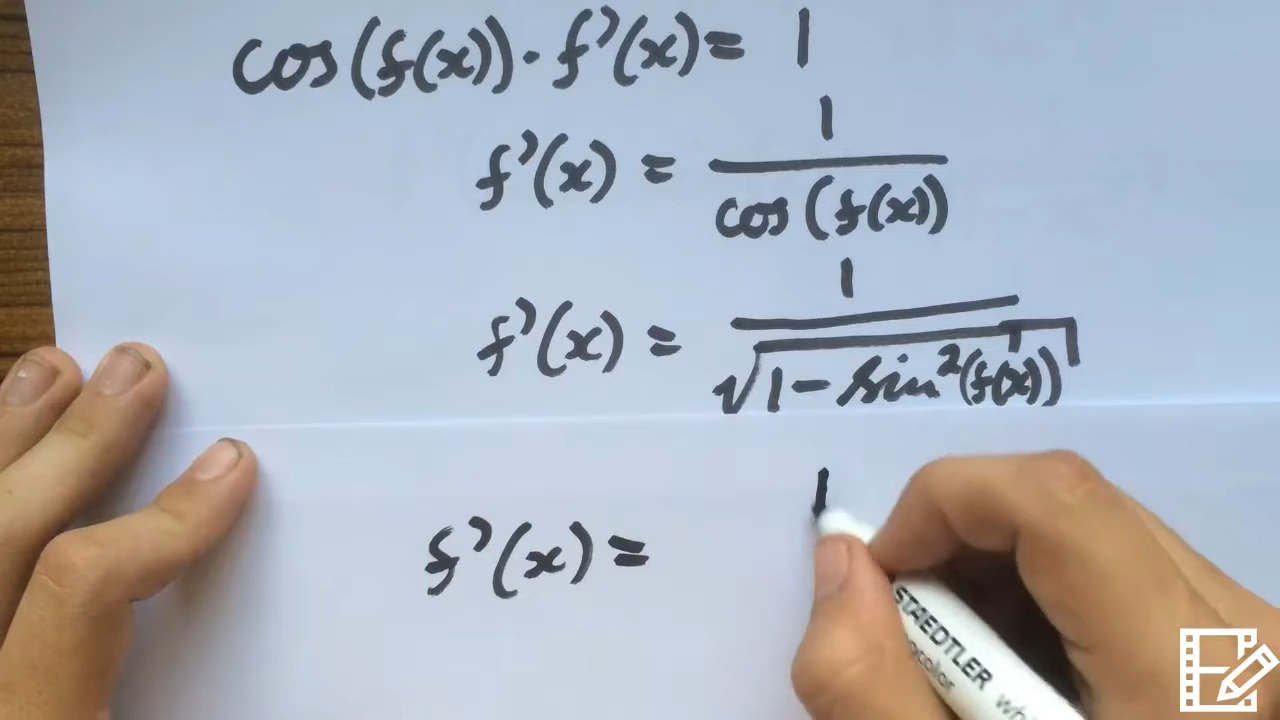 cos(f(x)) · f'(x) = 1
f'(x) = 1 / cos(f(x))
f'(x) = 1 / √(1 - sin²(f(x)))
f'(x) = 1
STAEDTLER